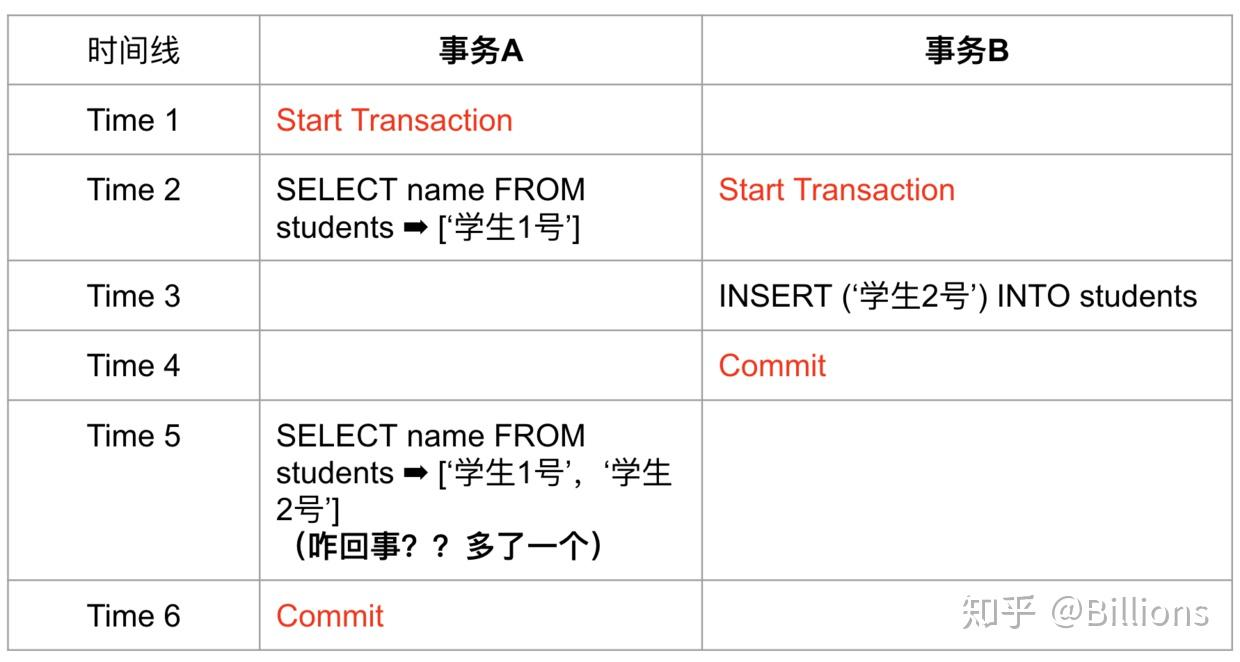 时间线 事务A 事务B
Time 1 Start Transaction
Time 2 SELECT name FROM Start Transaction
students ➡ [‘学生1号’]
Time 3 INSERT (‘学生2号’) INTO students
Time 4 Commit
Time 5 SELECT name FROM
students ➡ [‘学生1号’，‘学生
2号’]
（咋回事？？多了一个）
Time 6 Commit
知乎 @Billions